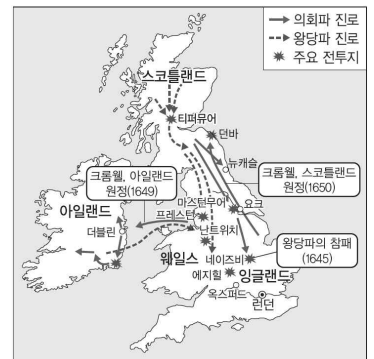 의회파 진로
왕당파 진로
주요 전투지
스코틀랜드
티퍼뮤어
던바
뉴캐슬
크롬웰, 아일랜드
원정(1649)
크롬웰, 스코틀랜드
원정(1650)
아일랜드
마스턴무어
요크
프레스턴
더블린
난트위치
웨일스
네이즈비
왕당파의 참패
(1645)
에지힐
잉글랜드
옥스퍼드
런던